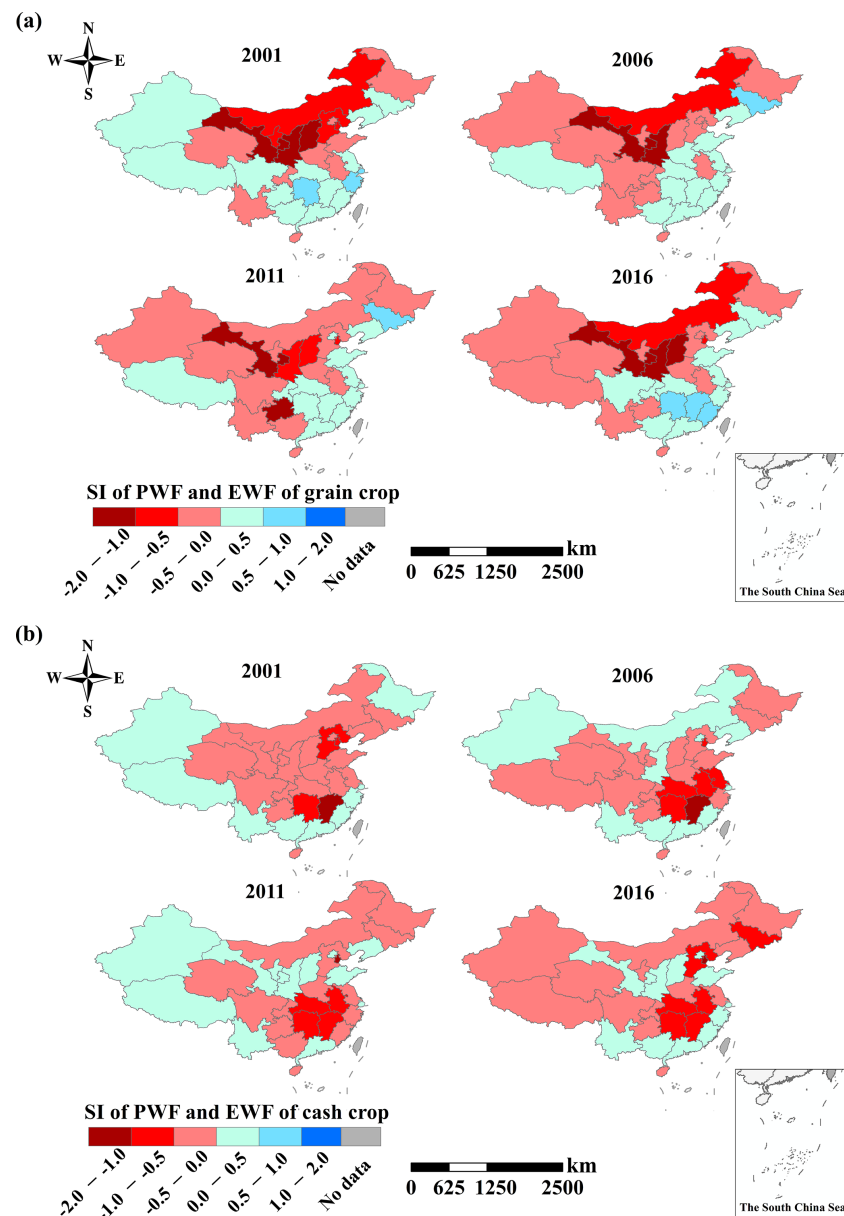 (a)
N
W E
S
2001
2006
2011
2016
SI of PWF and EWF of grain crop
-2.0 – -1.0
-1.0 – -0.5
-0.5 – 0.0
0.0 – 0.5
0.5 – 1.0
1.0 – 2.0
No data
km
0 625 1250 2500
The South China Sea
(b)
N
W E
S
2001
2006
2011
2016
SI of PWF and EWF of cash crop
-2.0 – -1.0
-1.0 – -0.5
-0.5 – 0.0
0.0 – 0.5
0.5 – 1.0
1.0 – 2.0
No data
km
0 625 1250 2500
The South China Sea